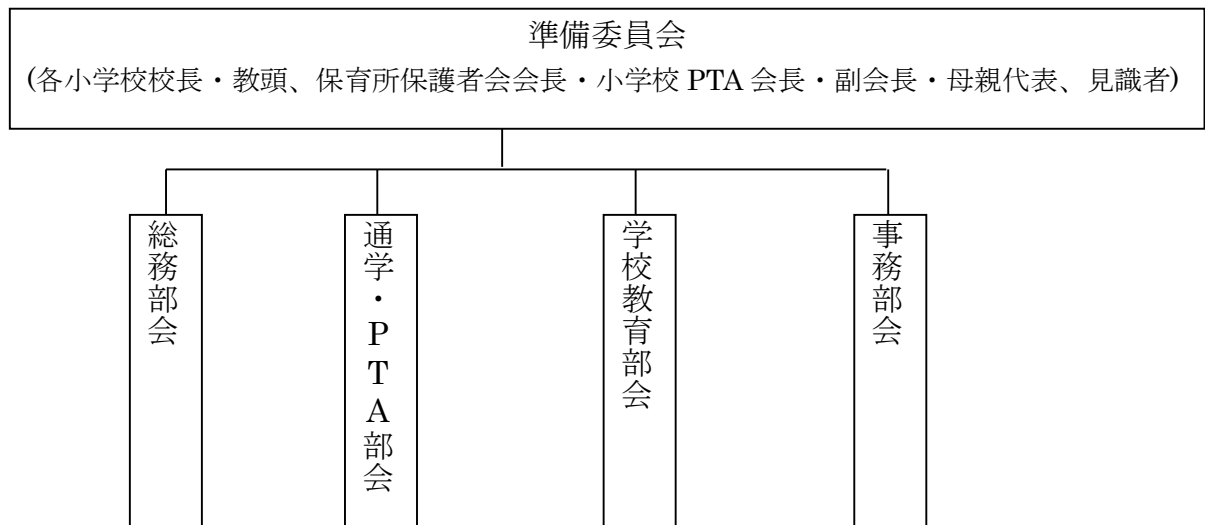 準備委員会
(各小学校校長・教頭、保育所保護者会会長・小学校 PTA 会長・副会長・母親代表、見識者)
総務部会
通学・PTA部会
学校教育部会
事務部会